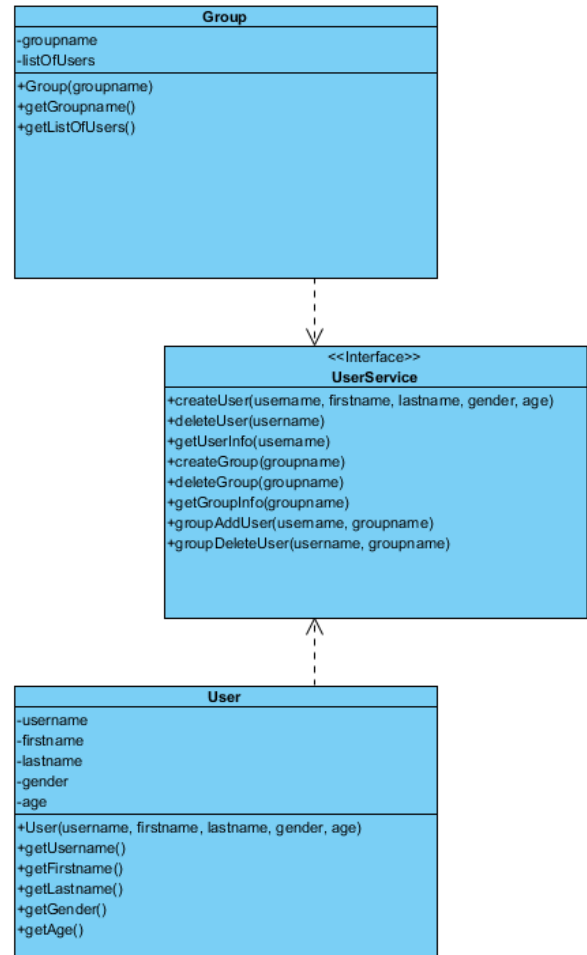 Group
-groupname
-listOfUsers
+Group(groupname)
+getGroupname()
+getListOfUsers()
<<Interface>>
UserService
+createUser(username, firstname, lastname, gender, age)
+deleteUser(username)
+getUserInfo(username)
+createGroup(groupname)
+deleteGroup(groupname)
+getGroupInfo(groupname)
+groupAddUser(username, groupname)
+groupDeleteUser(username, groupname)
User
-username
-firstname
-lastname
-gender
-age
+User(username, firstname, lastname, gender, age)
+getUsername()
+getFirstname()
+getLastname()
+getGender()
+getAge()